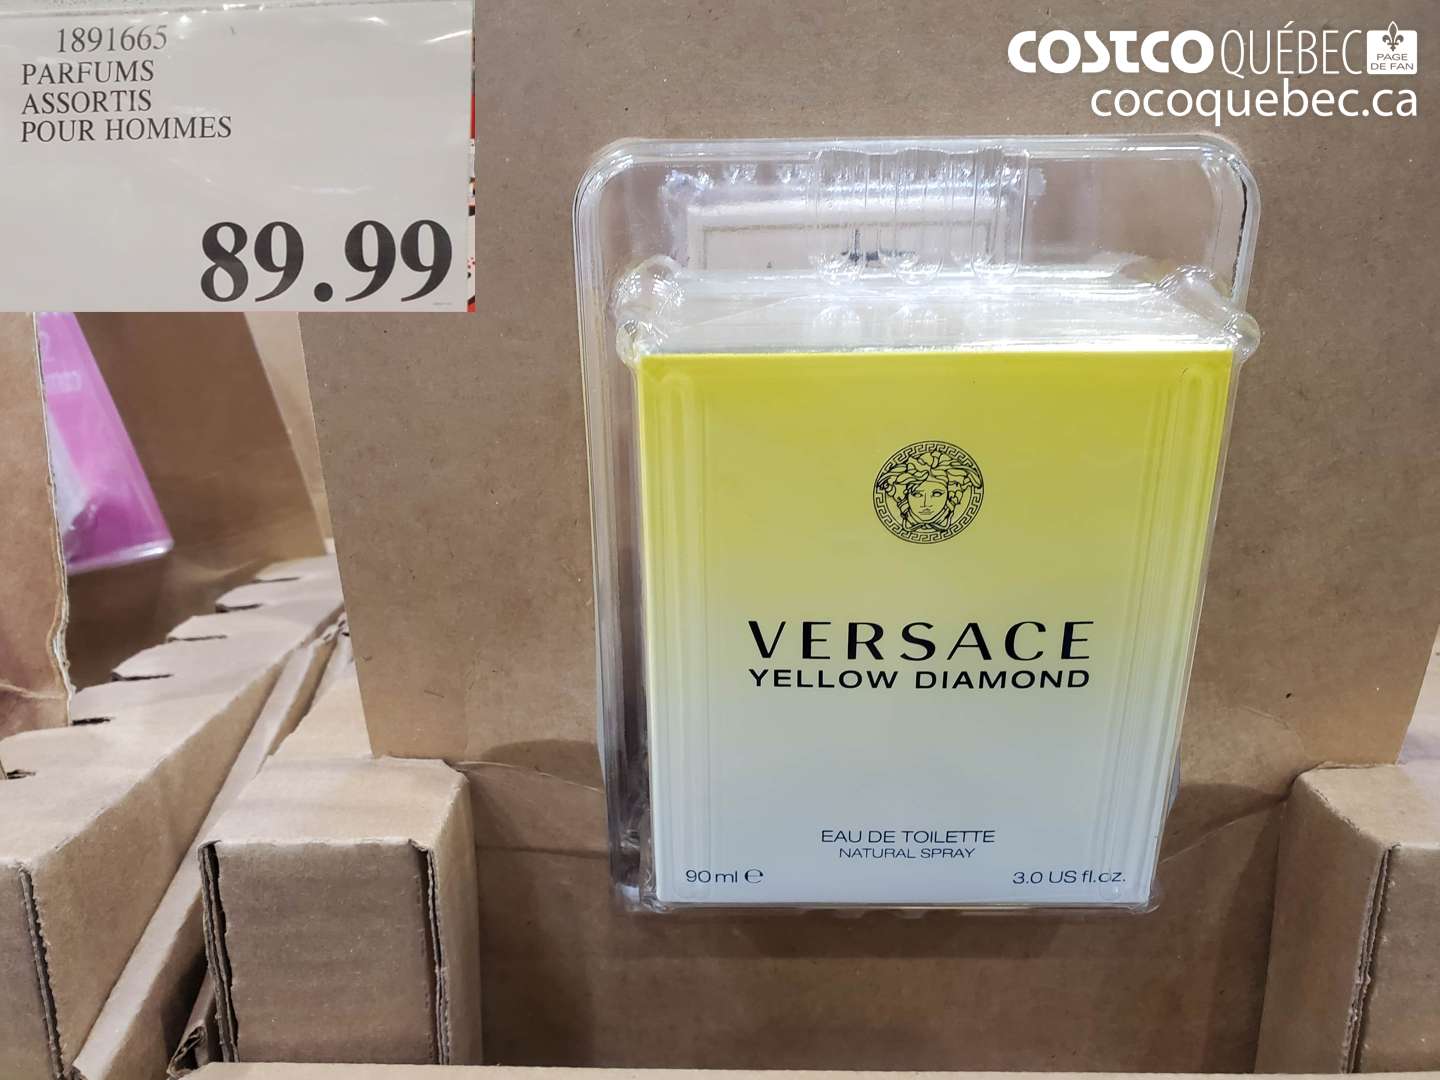 1891665
PARFUMS
ASSORTIS
POUR HOMMES
89.99
COSTCO QUÉBEC PAGE DE FAN
cocoquebec.ca
VERSACE
YELLOW DIAMOND
EAU DE TOILETTE
NATURAL SPRAY
90 ml ℮ 3.0 US fl.oz.